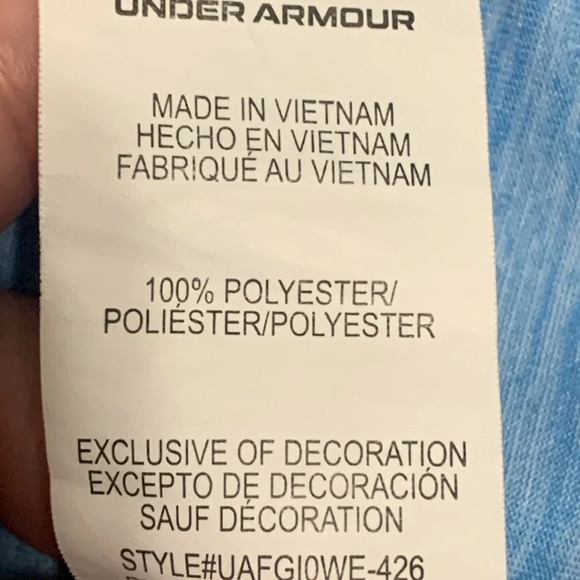 UNDER ARMOUR
MADE IN VIETNAM
HECHO EN VIETNAM
FABRIQUÉ AU VIETNAM
100% POLYESTER/
POLIÉSTER/POLYESTER
EXCLUSIVE OF DECORATION
EXCEPTO DE DECORACIÓN
SAUF DÉCORATION
STYLE#UAFGI0WE-426